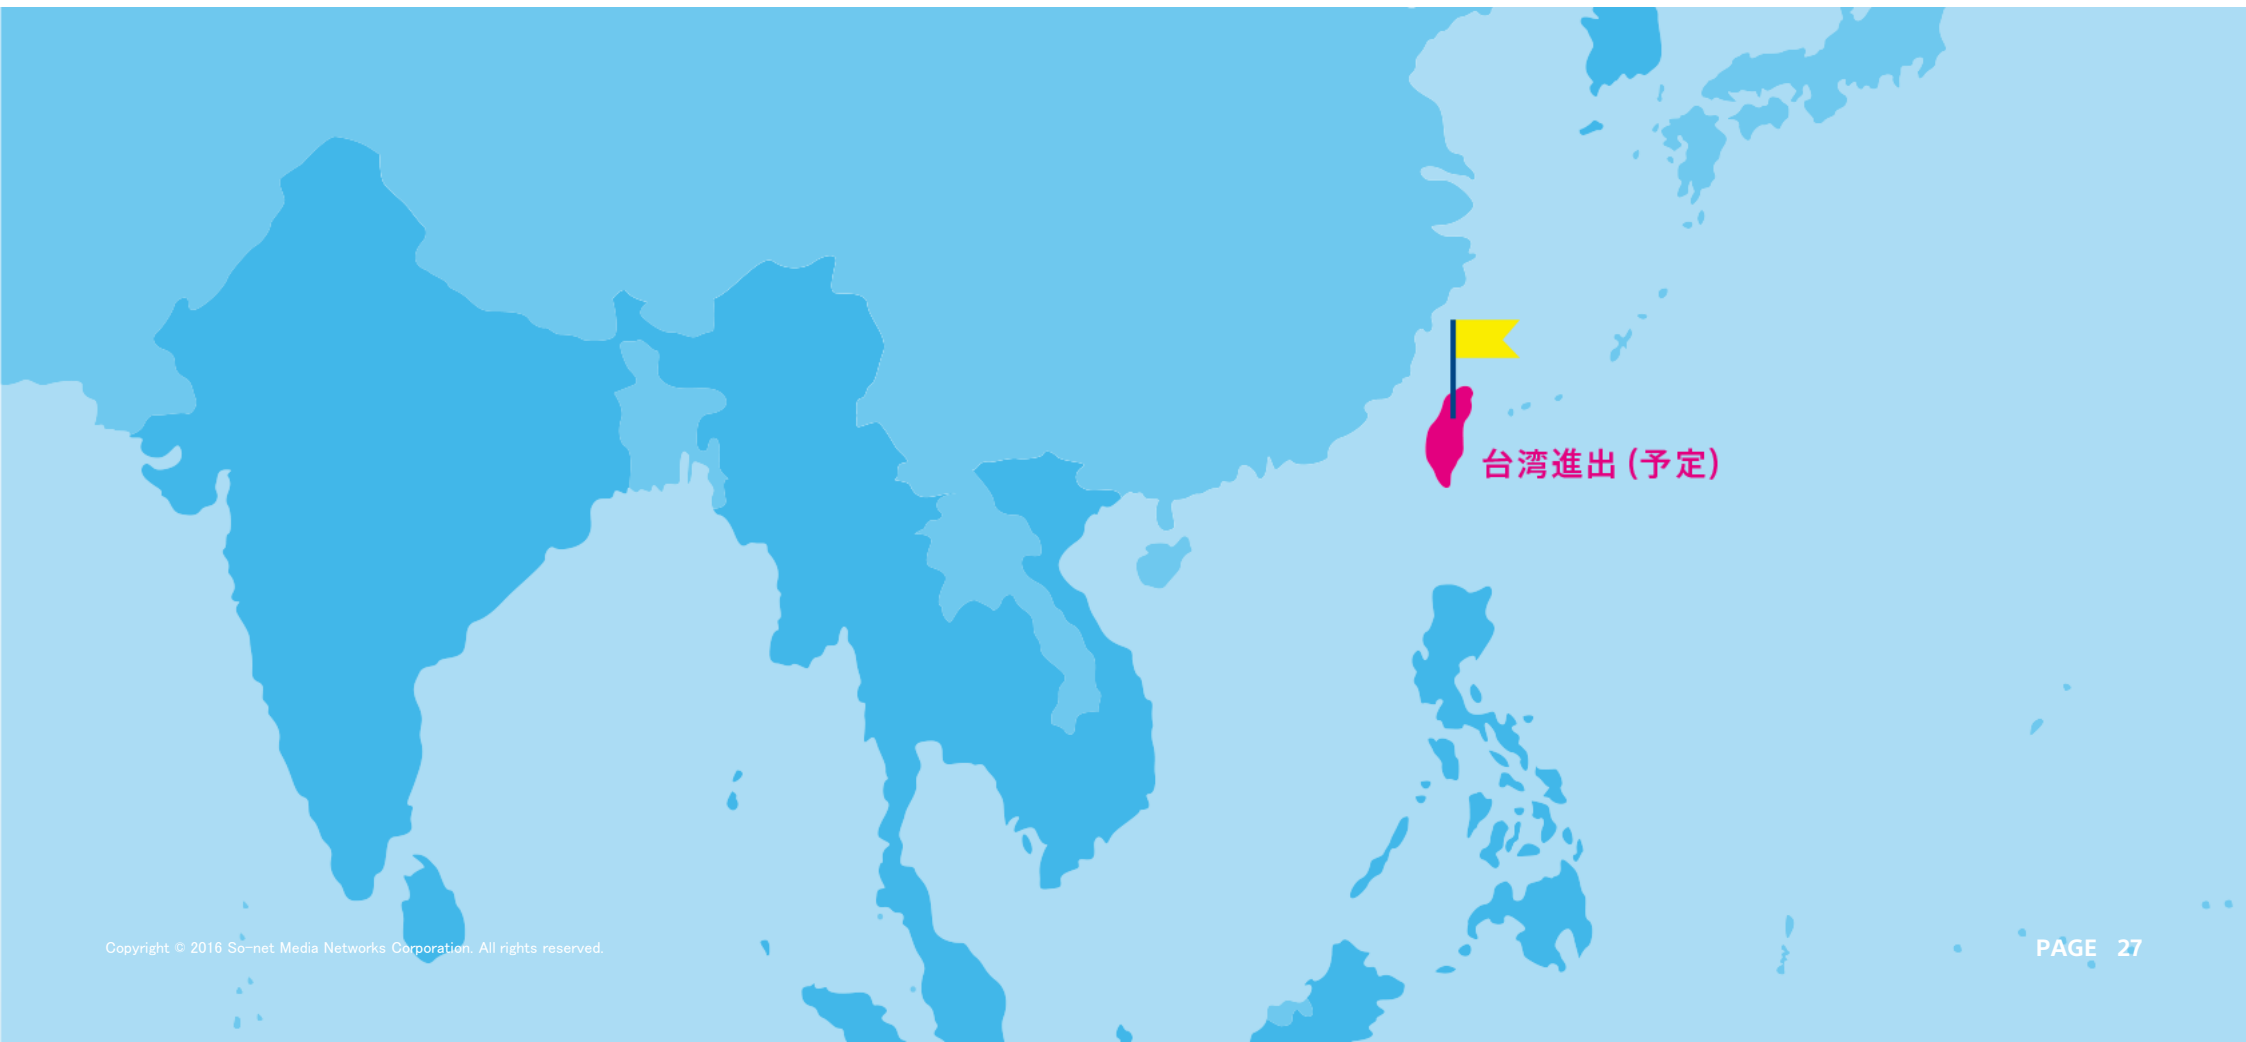 台湾進出 (予定)
Copyright © 2016 So-net Media Networks Corporation. All rights reserved.
PAGE 27